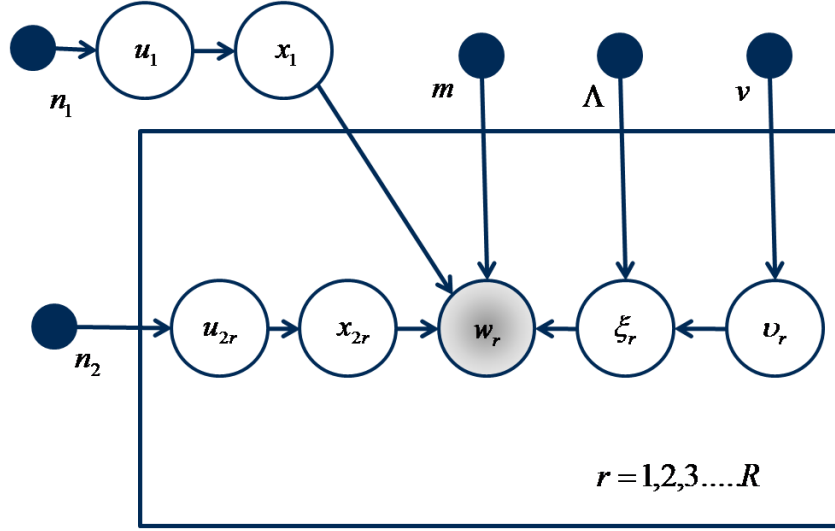 u₁ x₁
n₁ m Λ ν
u₂ᵣ x₂ᵣ wᵣ ξᵣ υᵣ
n₂
r = 1,2,3.....R